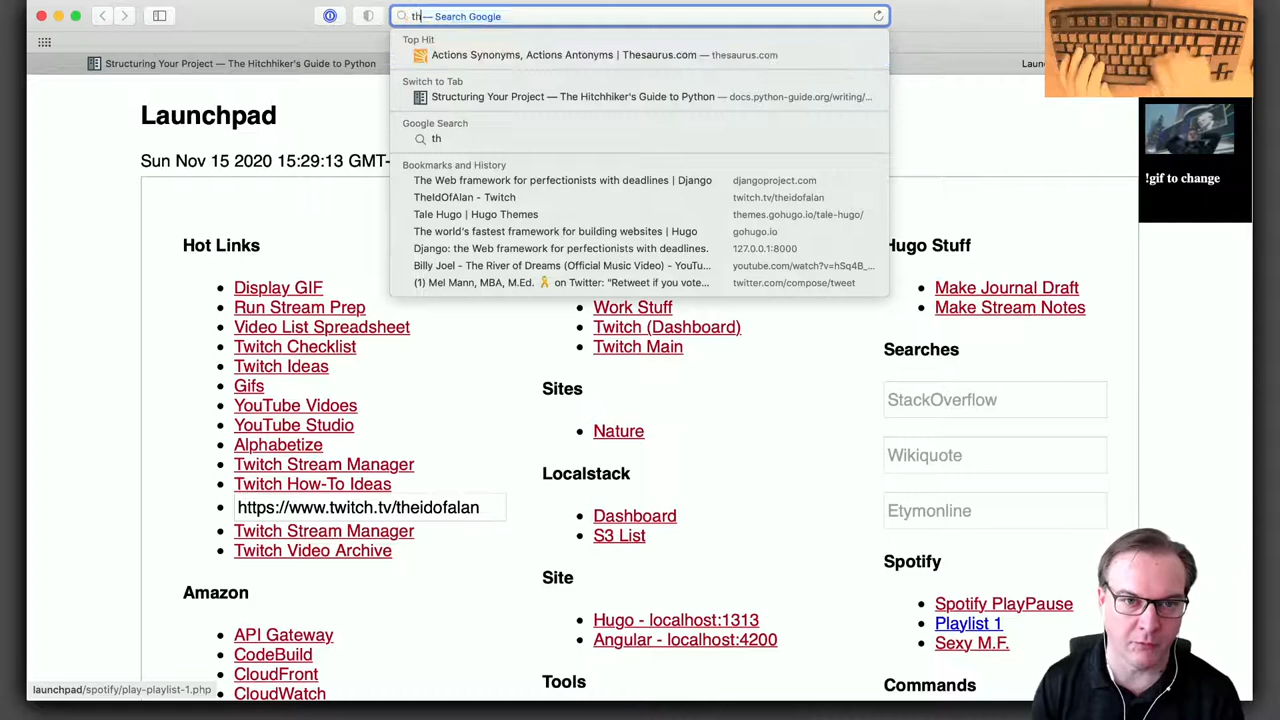 th — Search Google
Top Hit
Actions Synonyms, Actions Antonyms | Thesaurus.com — thesaurus.com
Switch to Tab
Structuring Your Project — The Hitchhiker's Guide to Python — docs.python-guide.org/writing/...
Google Search
th
Bookmarks and History
The Web framework for perfectionists with deadlines | Django djangoproject.com
TheIdOfAlan - Twitch twitch.tv/theidofalan
Tale Hugo | Hugo Themes themes.gohugo.io/tale-hugo/
The world's fastest framework for building websites | Hugo gohugo.io
Django: the Web framework for perfectionists with deadlines. 127.0.0.1:8000
Billy Joel - The River of Dreams (Official Music Video) - YouTu... youtube.com/watch?v=hSq4B_...
(1) Mel Mann, MBA, M.Ed. 🎗 on Twitter: "Retweet if you vote... twitter.com/compose/tweet
Structuring Your Project — The Hitchhiker's Guide to Python
Laun
Launchpad
Sun Nov 15 2020 15:29:13 GMT-
Hot Links
Display GIF
Run Stream Prep
Video List Spreadsheet
Twitch Checklist
Twitch Ideas
Gifs
YouTube Vidoes
YouTube Studio
Alphabetize
Twitch Stream Manager
Twitch How-To Ideas
https://www.twitch.tv/theidofalan
Twitch Stream Manager
Twitch Video Archive
Amazon
API Gateway
CodeBuild
CloudFront
CloudWatch
Work Stuff
Twitch (Dashboard)
Twitch Main
Sites
Nature
Localstack
Dashboard
S3 List
Site
Hugo - localhost:1313
Angular - localhost:4200
Tools
Hugo Stuff
Make Journal Draft
Make Stream Notes
Searches
StackOverflow
Wikiquote
Etymonline
Spotify
Spotify PlayPause
Playlist 1
Sexy M.F.
Commands
!gif to change
launchpad/spotify/play-playlist-1.php